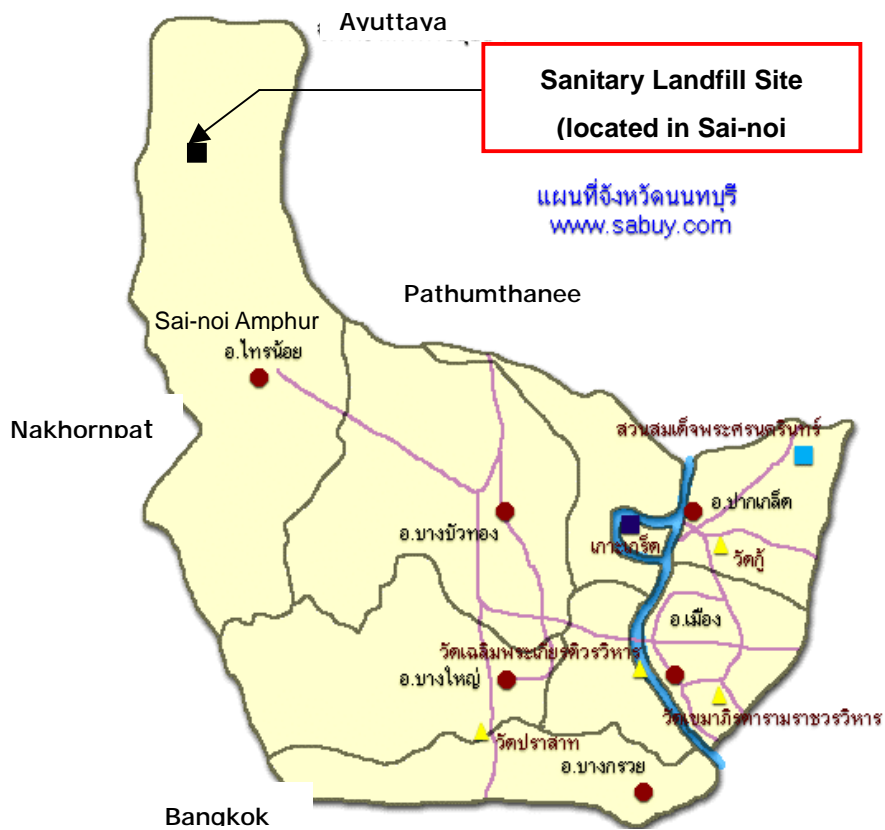 Ayuttaya
Sanitary Landfill Site
(located in Sai-noi
แผนที่จังหวัดนนทบุรี
www.sabuy.com
Pathumthanee
Sai-noi Amphur
อ.ไทรน้อย
Nakhornpat
สวนสมเด็จพระศรีนครินทร์
อ.ปากเกล็ด
อ.บางบัวทอง
เกาะเกร็ด
วัดกู้
อ.เมือง
วัดเฉลิมพระเกียรติวรวิหาร
อ.บางใหญ่
วัดเขมาภิรตารามราชวรวิหาร
วัดปราสาท
อ.บางกรวย
Bangkok